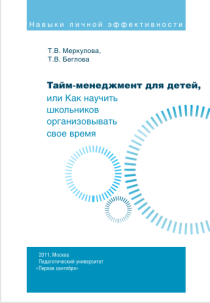 Навыки личной эффективности
Т.В. Меркулова,
Т.В. Беглова
Тайм-менеджмент для детей,
или Как научить
школьников
организовывать
свое время
2011, Москва
Педагогический университет
«Первое сентября»